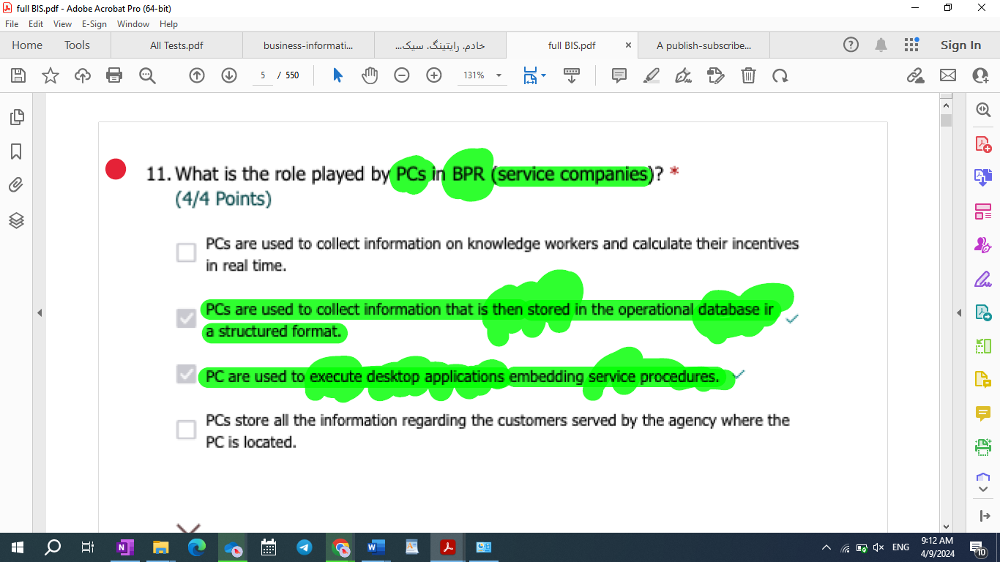 full BIS.pdf - Adobe Acrobat Pro (64-bit)
File Edit View E-Sign Window Help
Home Tools All Tests.pdf business-informati... خادم. رایتینگ. سیک... full BIS.pdf × A publish-subscribe... Sign In
5 / 550 131%
11. What is the role played by PCs in BPR (service companies)? *
(4/4 Points)
PCs are used to collect information on knowledge workers and calculate their incentives
in real time.
PCs are used to collect information that is then stored in the operational database ir
a structured format.
PC are used to execute desktop applications embedding service procedures.
PCs store all the information regarding the customers served by the agency where the
PC is located.
ENG
9:12 AM
4/9/2024
10